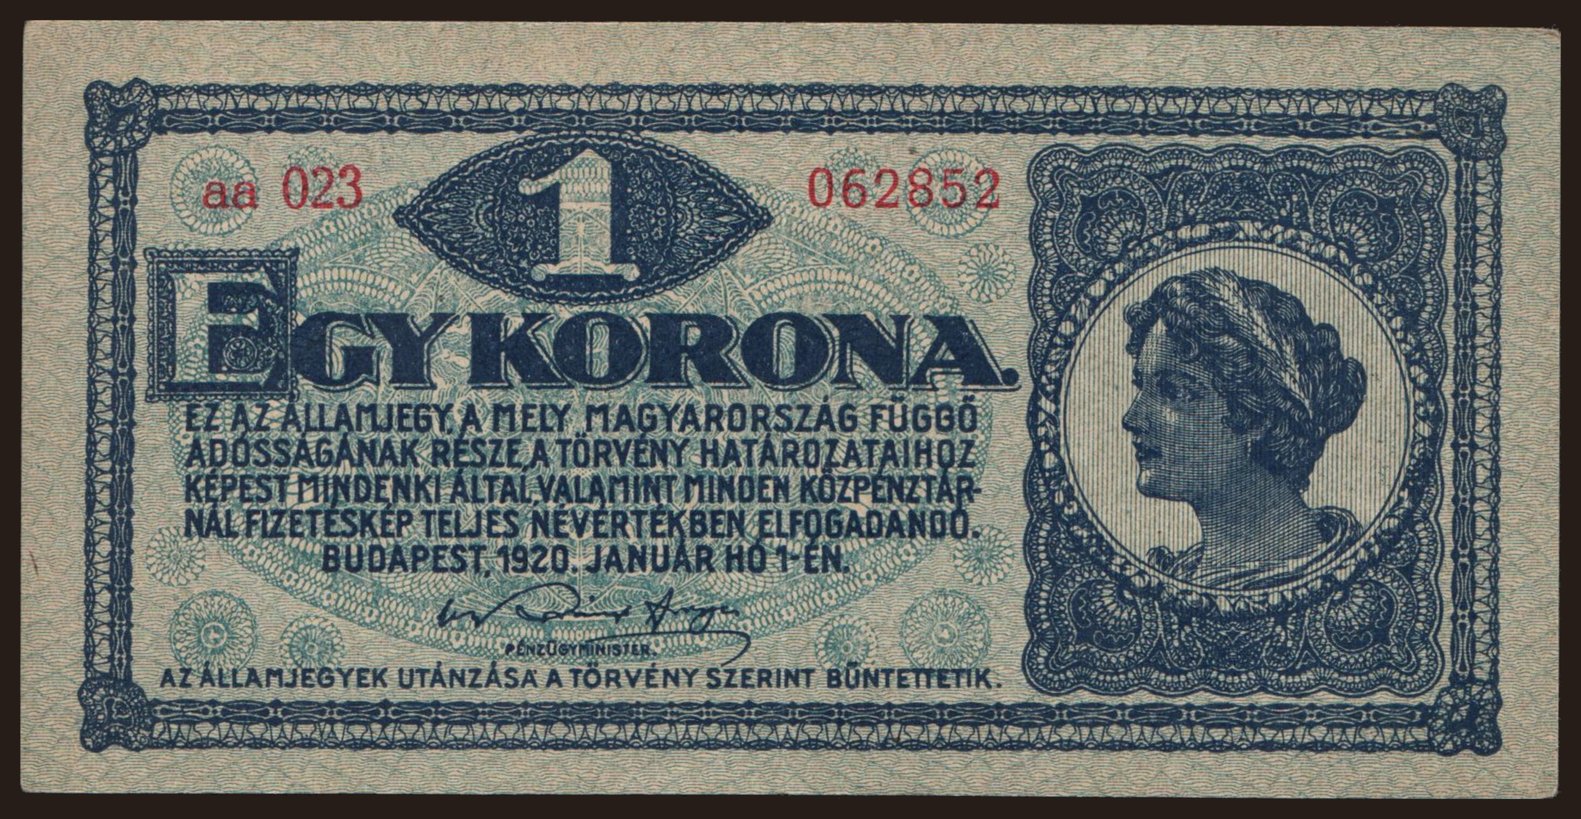 aa 023
1
062852
EGY KORONA.
EZ AZ ÁLLAMJEGY, A MELY MAGYARORSZÁG FÜGGŐ
ADÓSSÁGÁNAK RÉSZE, A TÖRVÉNY HATÁROZATAIHOZ
KÉPEST MINDENKI ÁLTAL, VALAMINT MINDEN KÖZPÉNZTÁR-
NÁL FIZETÉSKÉP TELJES NÉVÉRTÉKBEN ELFOGADANDÓ.
BUDAPEST, 1920. JANUÁR HÓ 1-ÉN.
PÉNZÜGYMINISTER.
AZ ÁLLAMJEGYEK UTÁNZÁSA A TÖRVÉNY SZERINT BÜNTETTETIK.